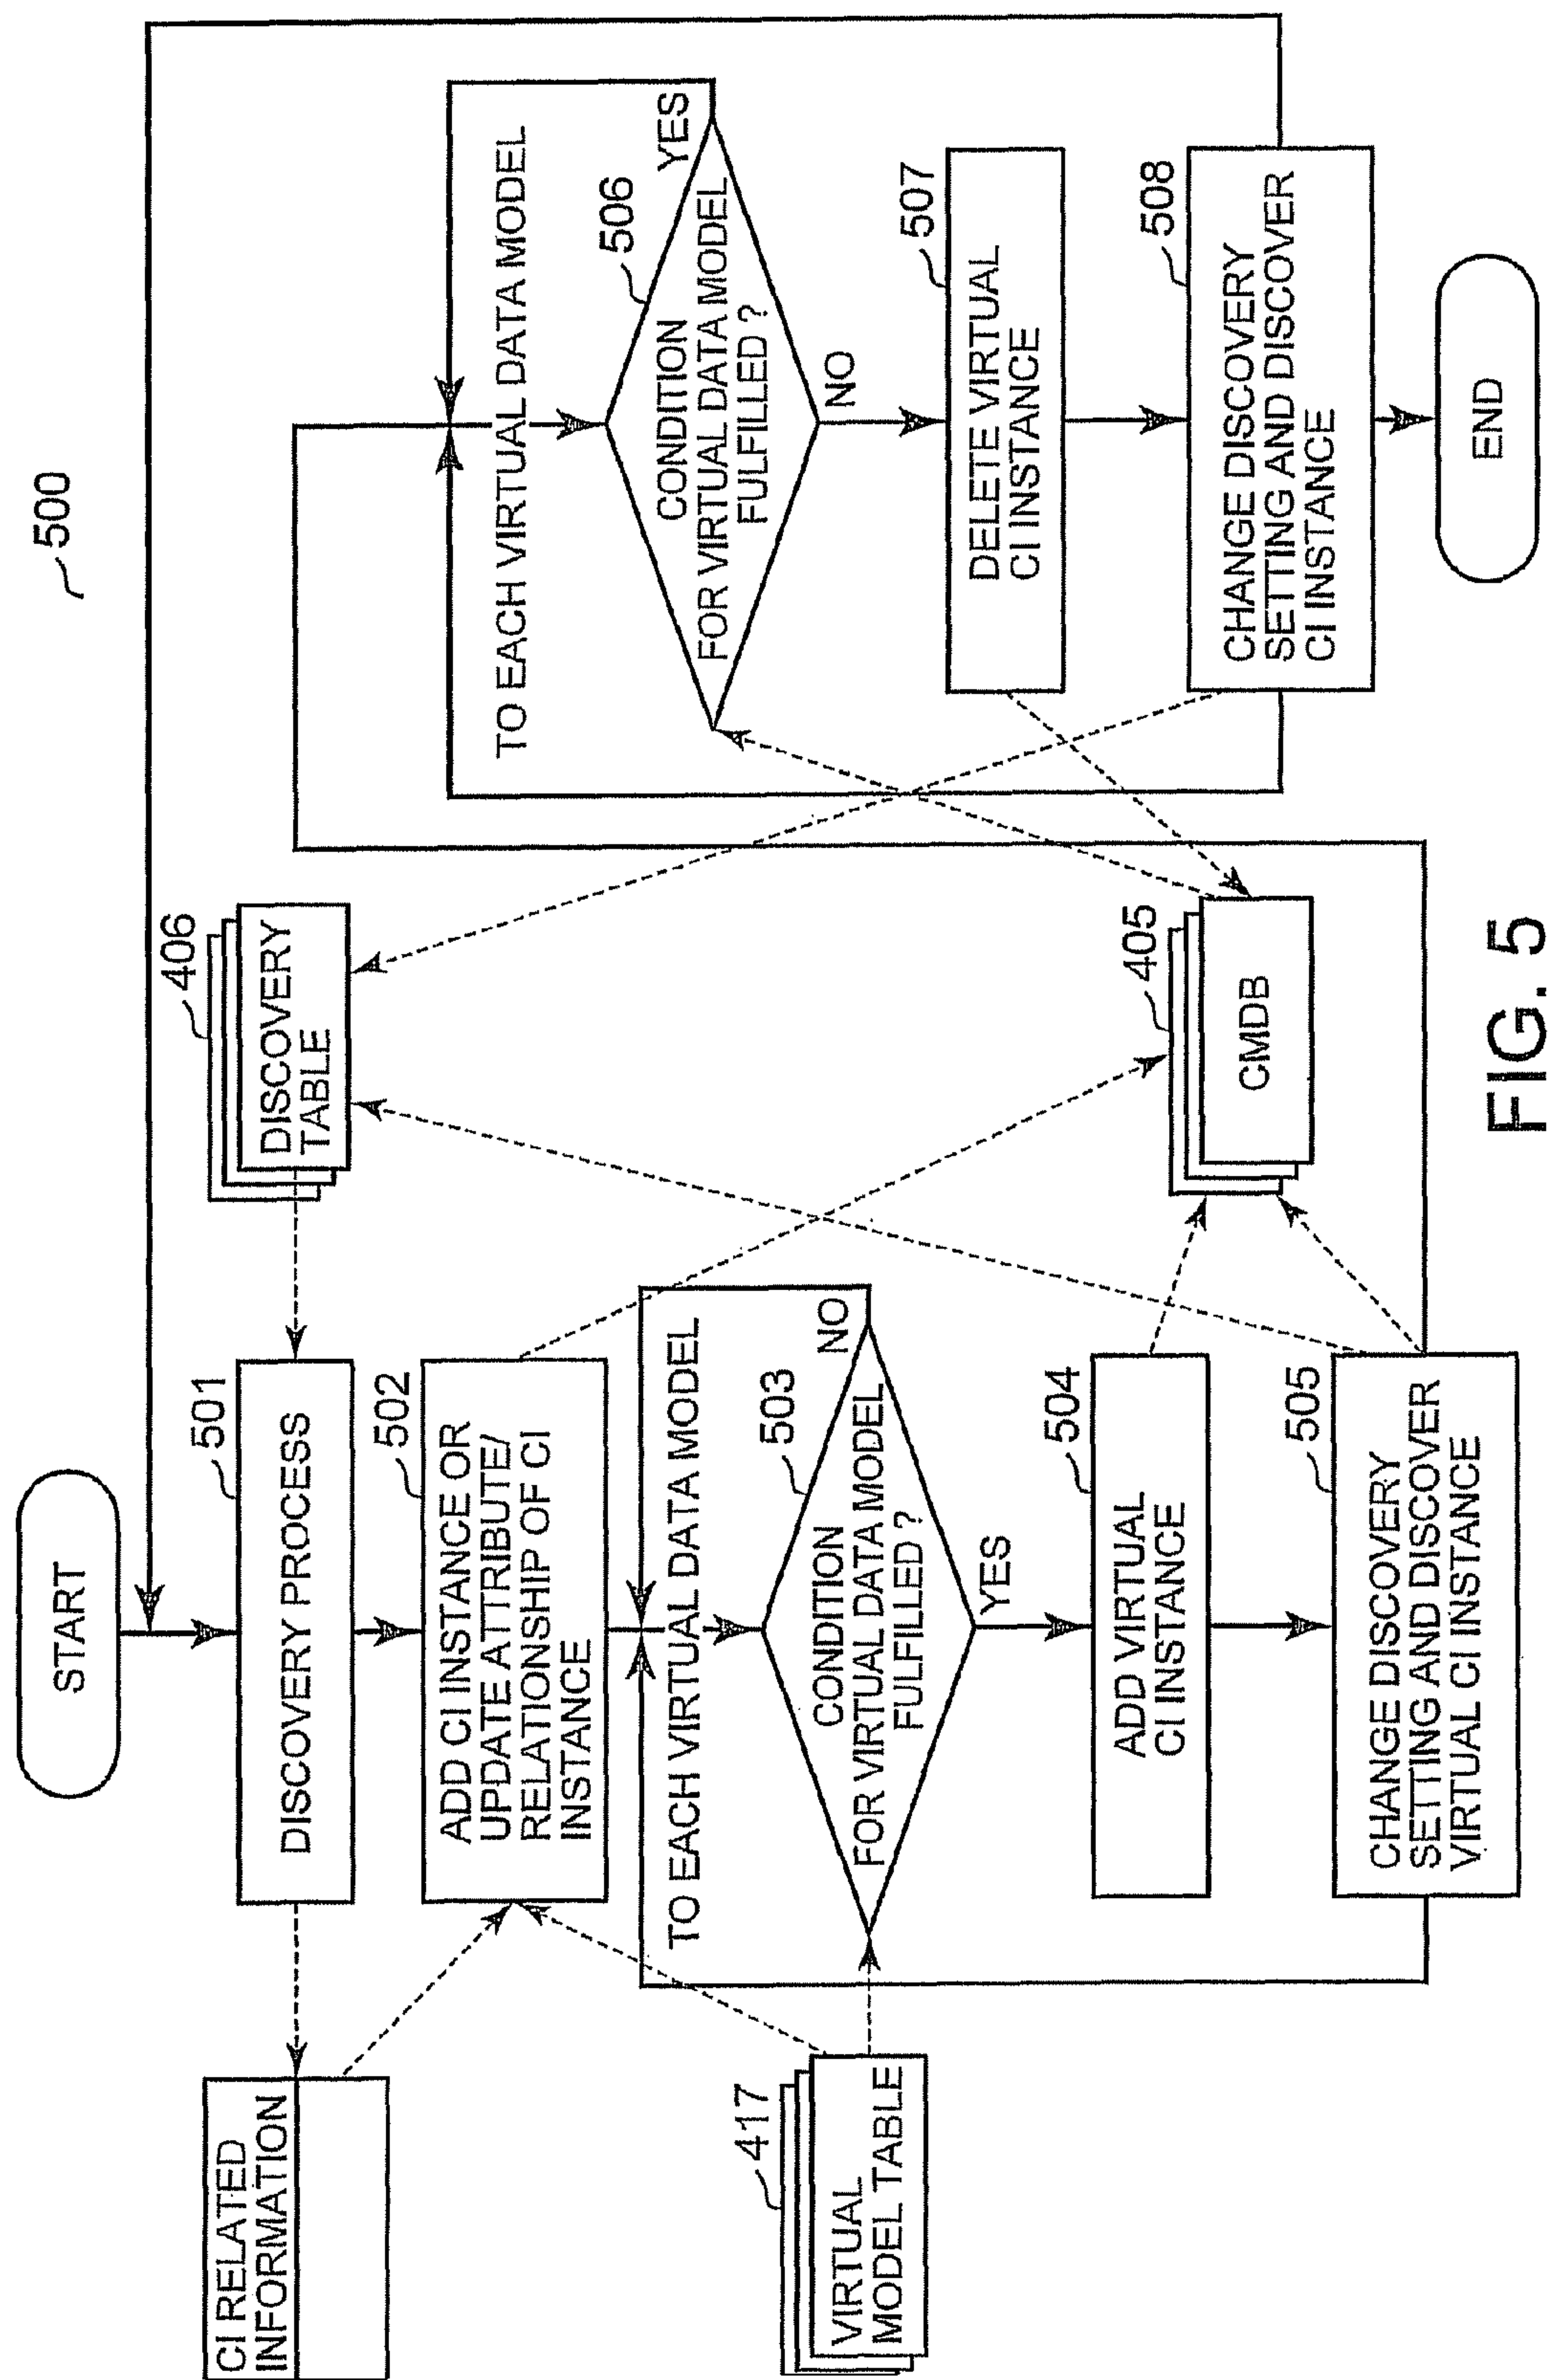 500
START
CI RELATED
INFORMATION
501
DISCOVERY PROCESS
406
DISCOVERY
TABLE
502
ADD CI INSTANCE OR
UPDATE ATTRIBUTE/
RELATIONSHIP OF CI
INSTANCE
TO EACH VIRTUAL DATA MODEL
417
VIRTUAL
MODEL TABLE
503
CONDITION
FOR VIRTUAL DATA MODEL
FULFILLED ?
NO
YES
504
ADD VIRTUAL
CI INSTANCE
505
CHANGE DISCOVERY
SETTING AND DISCOVER
VIRTUAL CI INSTANCE
405
CMDB
TO EACH VIRTUAL DATA MODEL
506
CONDITION
FOR VIRTUAL DATA MODEL
FULFILLED ?
YES
NO
507
DELETE VIRTUAL
CI INSTANCE
508
CHANGE DISCOVERY
SETTING AND DISCOVER
CI INSTANCE
END
FIG. 5